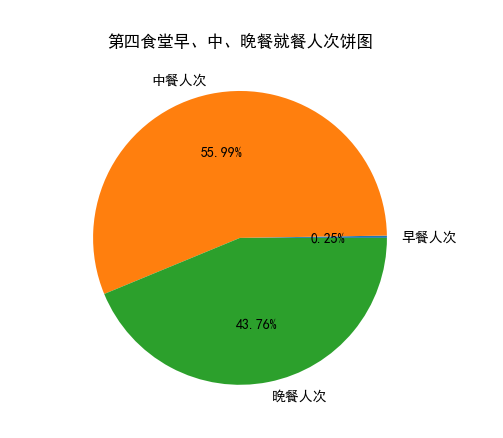 第四食堂早、中、晚餐就餐人次饼图
中餐人次
55.99%
0.25%
早餐人次
43.76%
晚餐人次